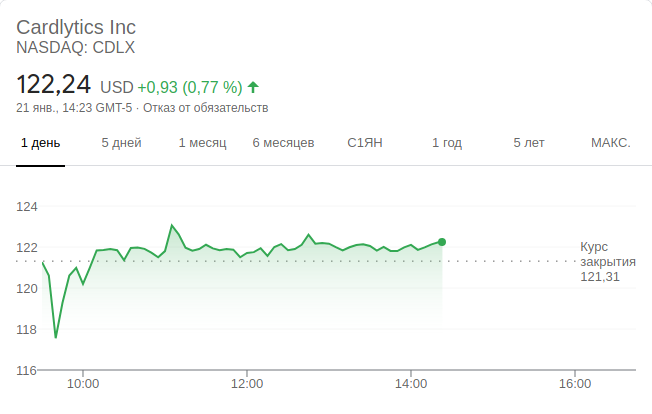 Cardlytics Inc
NASDAQ: CDLX
122,24 USD +0,93 (0,77 %)
21 янв., 14:23 GMT-5 · Отказ от обязательств
1 день 5 дней 1 месяц 6 месяцев С1ЯН 1 год 5 лет МАКС.
124
122
Курс
закрытия
121,31
120
118
116
10:00 12:00 14:00 16:00